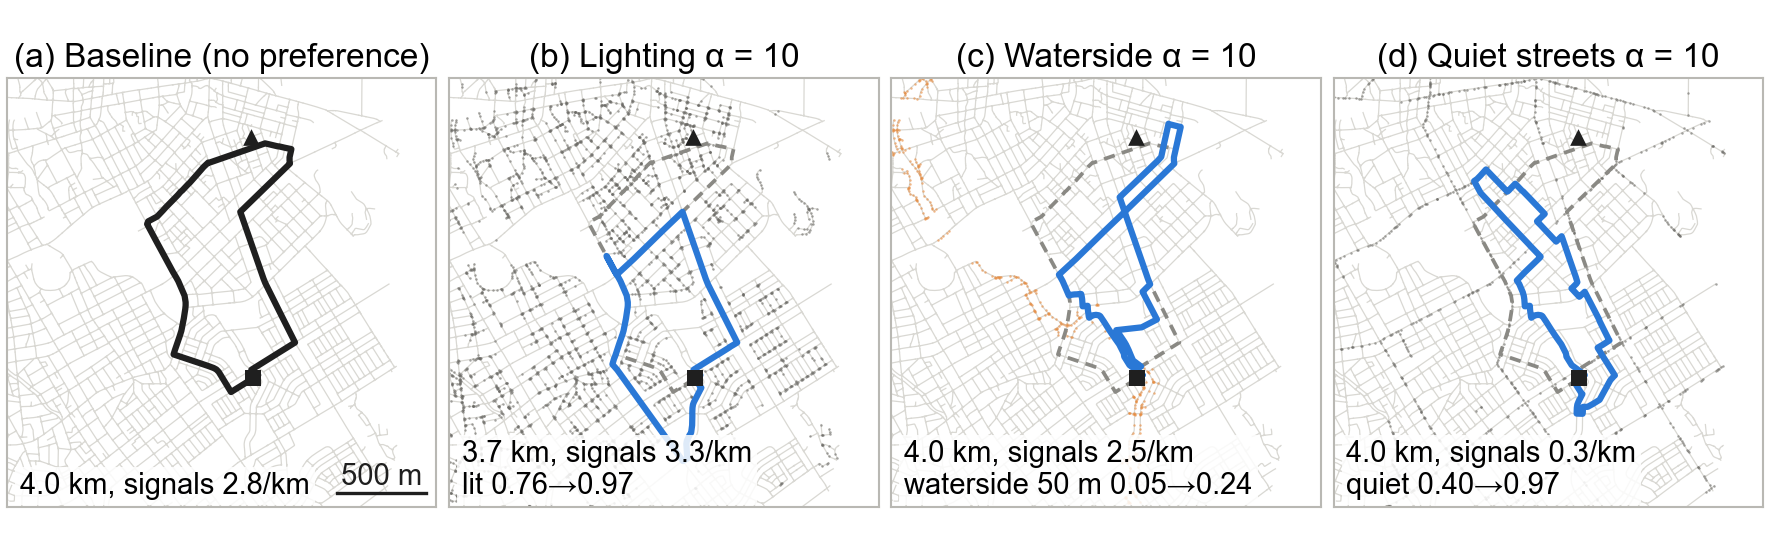 (a) Baseline (no preference)
4.0 km, signals 2.8/km
500 m
(b) Lighting α = 10
3.7 km, signals 3.3/km
lit 0.76→0.97
(c) Waterside α = 10
4.0 km, signals 2.5/km
waterside 50 m 0.05→0.24
(d) Quiet streets α = 10
4.0 km, signals 0.3/km
quiet 0.40→0.97